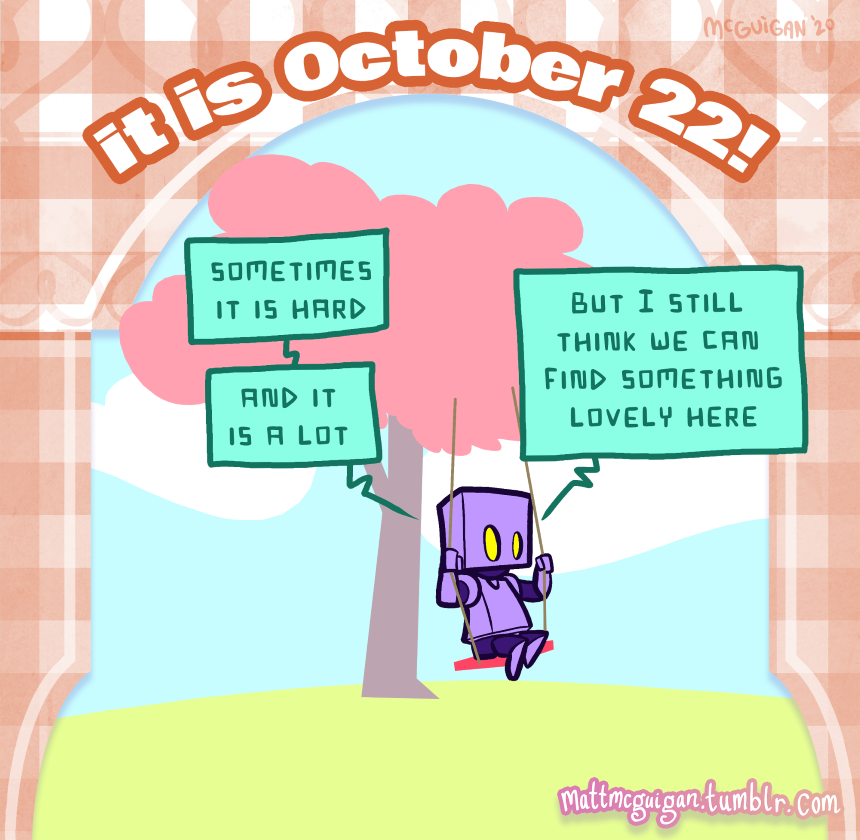 McGUiGAN '20
it is October 22!
SOMETIMES
IT IS HARD
AND IT
IS A LOT
BUT I STILL
THINK WE CAN
FIND SOMETHING
LOVELY HERE
mattmcguigan.tumblr.com